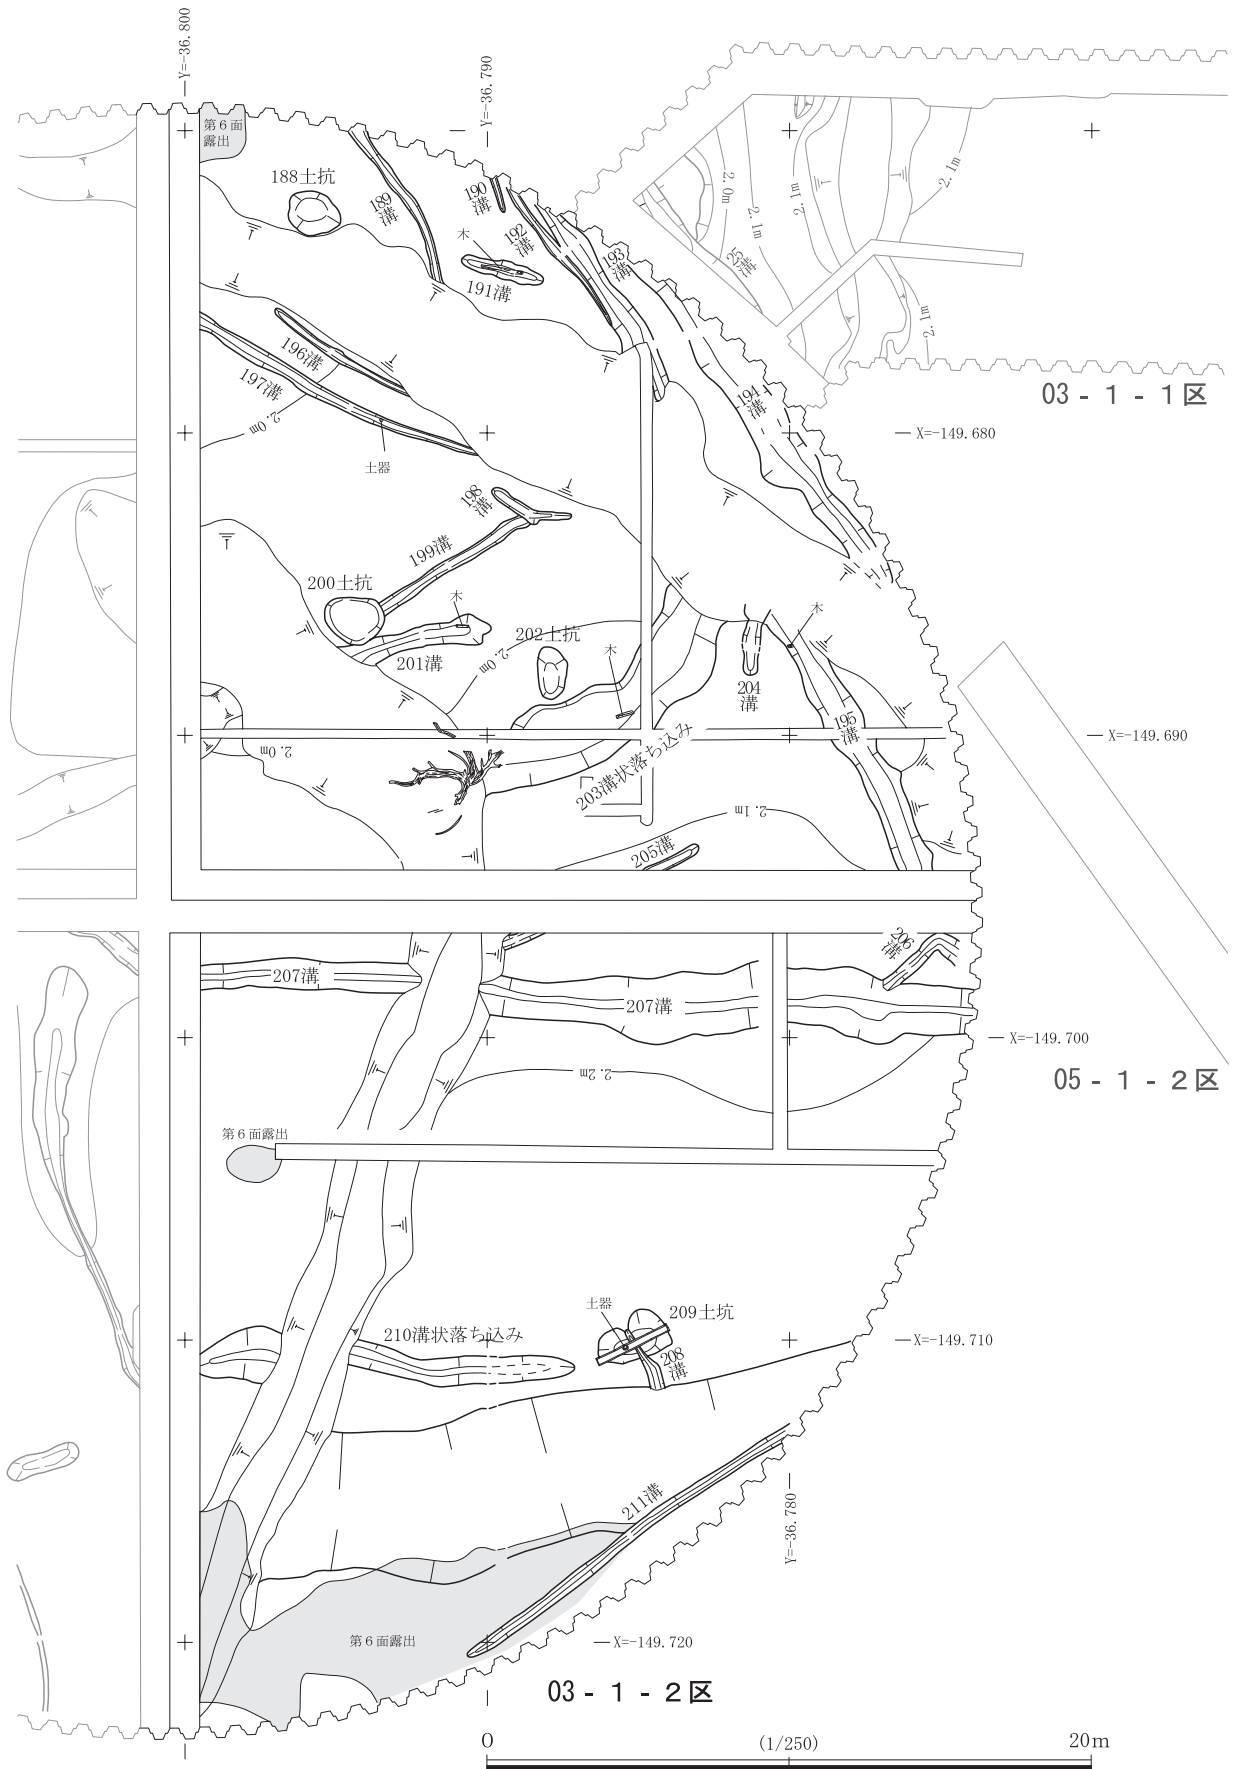 Y=-36.800
Y=-36.790
第6面
露出
188土抗
189
溝
190
溝
192
溝
193
溝
木
191溝
25
溝
2.0m
2.1m
2.1m
2.1m
2.1m
03 - 1 - 1区
196溝
197溝
2.0m
土器
194
溝
X=-149.680
198
溝
199溝
200土抗
木
201溝
202土抗
2.0m
木
木
204
溝
195
溝
X=-149.690
2.0m
203溝状落ち込み
2.1m
205溝
206
溝
207溝
207溝
X=-149.700
2.2m
05 - 1 - 2区
第6面露出
土器
209土坑
208
溝
210溝状落ち込み
X=-149.710
211溝
Y=-36.780
第6面露出
X=-149.720
03 - 1 - 2区
0
(1/250)
20m